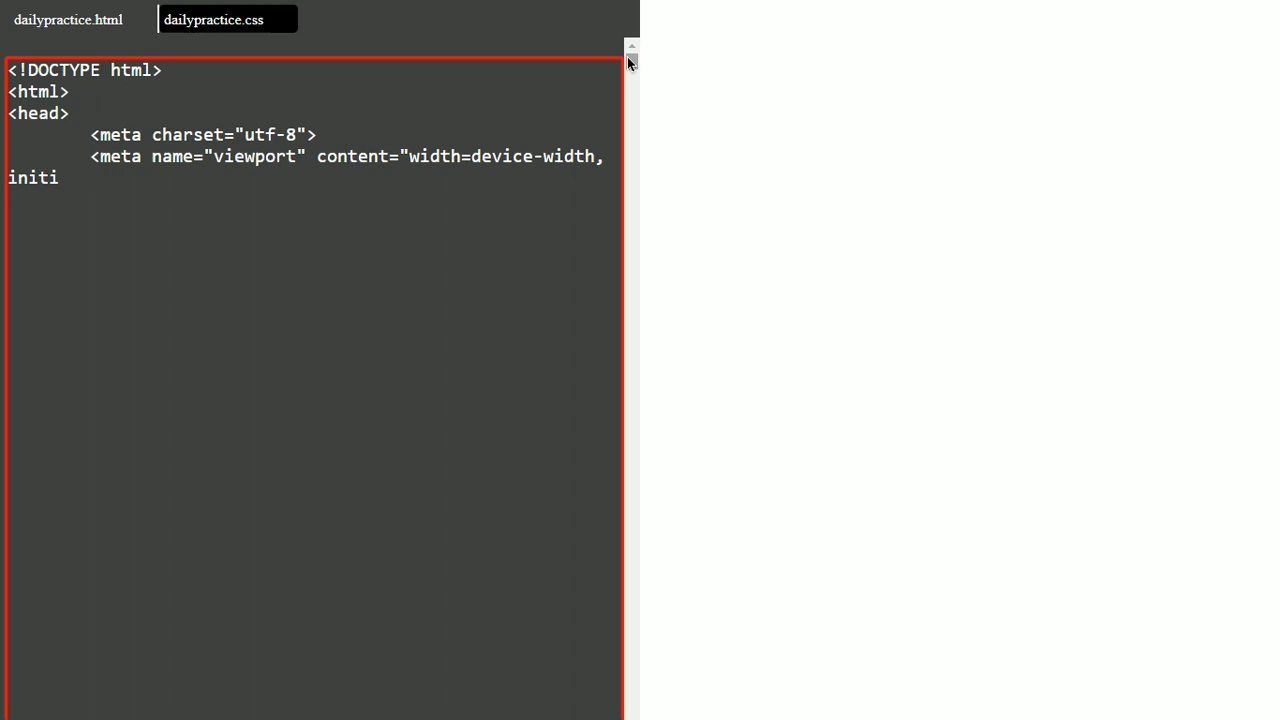 dailypractice.html
dailypractice.css
<!DOCTYPE html>
<html>
<head>
<meta charset="utf-8">
<meta name="viewport" content="width=device-width,
initi